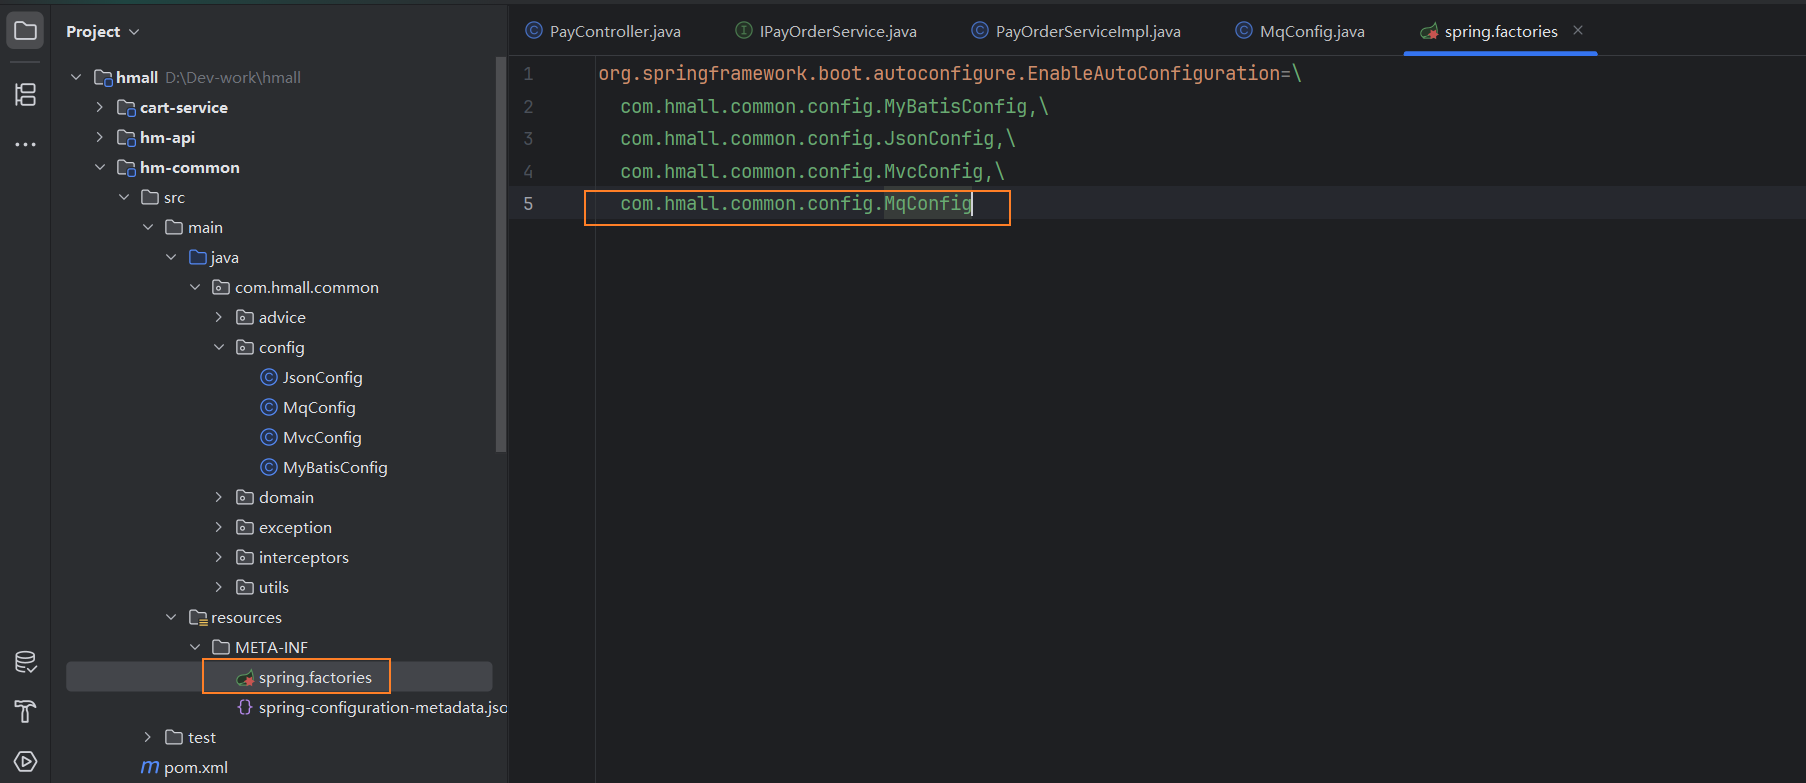 Project
PayController.java
IPayOrderService.java
PayOrderServiceImpl.java
MqConfig.java
spring.factories
hmall D:\Dev-work\hmall
cart-service
hm-api
hm-common
src
main
java
com.hmall.common
advice
config
JsonConfig
MqConfig
MvcConfig
MyBatisConfig
domain
exception
interceptors
utils
resources
META-INF
spring.factories
spring-configuration-metadata.jso
test
pom.xml
1 org.springframework.boot.autoconfigure.EnableAutoConfiguration=\
2 com.hmall.common.config.MyBatisConfig,\
3 com.hmall.common.config.JsonConfig,\
4 com.hmall.common.config.MvcConfig,\
5 com.hmall.common.config.MqConfig